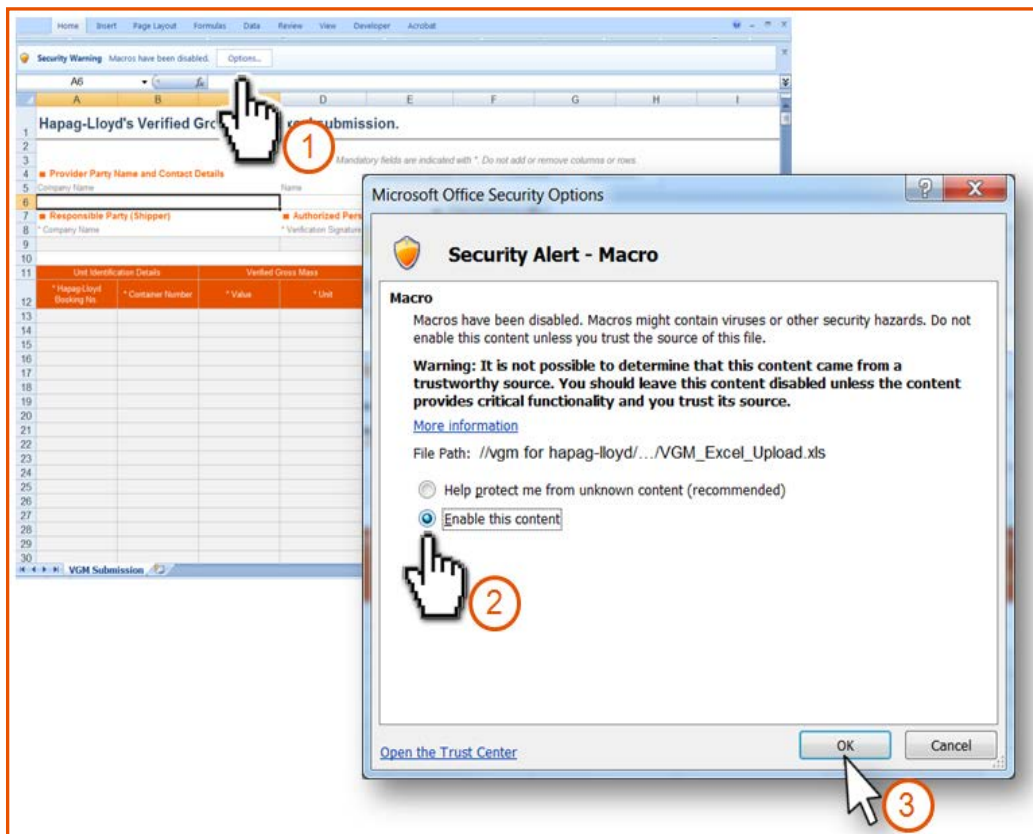 Home Insert Page Layout Formulas Data Review View Developer Acrobat
Security Warning Macros have been disabled. Options...
A6 fx
A B D E F G H I
1 Hapag-Lloyd's Verified Gro submission.
2
3 Mandatory fields are indicated with *. Do not add or remove columns or rows.
4 Provider Party Name and Contact Details
5 Company Name Name
6
7 Responsible Party (Shipper) Authorized Pers
8 * Company Name * Verification Signature
9
10
11 Unit Identification Details Verified Gross Mass
12 * Hapag-Lloyd Booking No. * Container Number * Value * Unit
13
14
15
16
17
18
19
20
21
22
23
24
25
26
27
28
29
30
VGM Submission
1
Microsoft Office Security Options
Security Alert - Macro
Macro
Macros have been disabled. Macros might contain viruses or other security hazards. Do not
enable this content unless you trust the source of this file.
Warning: It is not possible to determine that this content came from a
trustworthy source. You should leave this content disabled unless the content
provides critical functionality and you trust its source.
More information
File Path: //vgm for hapag-lloyd/.../VGM_Excel_Upload.xls
Help protect me from unknown content (recommended)
Enable this content
2
Open the Trust Center
OK Cancel
3